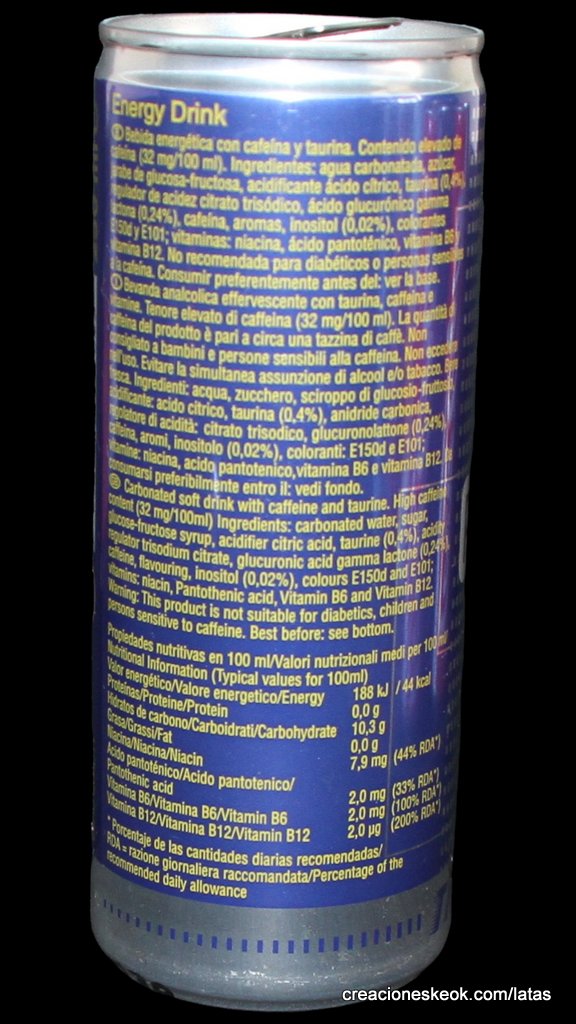 Energy Drink
Bebida energética con cafeína y taurina. Contenido elevado de
cafeína (32 mg/100 ml). Ingredientes: agua carbonatada, azúcar,
jarabe de glucosa-fructosa, acidificante ácido cítrico, taurina (0,4%),
regulador de acidez citrato trisódico, ácido glucurónico gamma
lactona (0,24%), cafeína, aromas, inositol (0,02%), colorantes
E150d y E101; vitaminas: niacina, ácido pantoténico, vitamina B6 y
vitamina B12. No recomendada para diabéticos o personas sensibles
a la cafeína. Consumir preferentemente antes del: ver la base.
Bevanda analcolica effervescente con taurina, caffeina e
vitamine. Tenore elevato di caffeina (32 mg/100 ml). La quantità di
caffeina del prodotto è pari a circa una tazzina di caffè. Non
consigliato a bambini e persone sensibili alla caffeina. Non eccedere
nell'uso. Evitare la simultanea assunzione di alcool e/o tabacco. Bere
fresca. Ingredienti: acqua, zucchero, sciroppo di glucosio-fruttosio,
acidificante: acido citrico, taurina (0,4%), anidride carbonica,
regolatore di acidità: citrato trisodico, glucuronolattone (0,24%),
caffeina, aromi, inositolo (0,02%), coloranti: E150d e E101;
vitamine: niacina, acido pantotenico, vitamina B6 e vitamina B12. Da
consumarsi preferibilmente entro il: vedi fondo.
Carbonated soft drink with caffeine and taurine. High caffeine
content (32 mg/100ml) Ingredients: carbonated water, sugar,
glucose-fructose syrup, acidifier citric acid, taurine (0,4%), acidity
regulator trisodium citrate, glucuronic acid gamma lactone (0,24%),
caffeine, flavouring, inositol (0,02%), colours E150d and E101;
vitamins: niacin, Pantothenic acid, Vitamin B6 and Vitamin B12.
Warning: This product is not suitable for diabetics, children and
persons sensitive to caffeine. Best before: see bottom.
Propiedades nutritivas en 100 ml/Valori nutrizionali medi per 100 ml/
Nutritional Information (Typical values for 100ml)
Valor energético/Valore energetico/Energy 188 kJ / 44 kcal
Proteínas/Proteine/Protein 0,0 g
Hidratos de carbono/Carboidrati/Carbohydrate 10,3 g
Grasa/Grassi/Fat 0,0 g
Niacina/Niacina/Niacin 7,9 mg (44% RDA*)
Acido pantoténico/Acido pantotenico/
Pantothenic acid 2,0 mg (33% RDA*)
Vitamina B6/Vitamina B6/Vitamin B6 2,0 mg (100% RDA*)
Vitamina B12/Vitamina B12/Vitamin B12 2,0 µg (200% RDA*)
* Porcentaje de las cantidades diarias recomendadas/
RDA = razione giornaliera raccomandata/Percentage of the
recommended daily allowance
creacioneskeok.com/latas